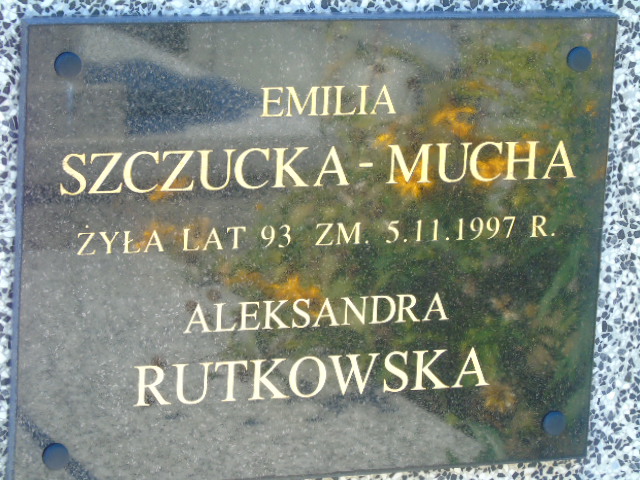 EMILIA
SZCZUCKA-MUCHA
ŻYŁA LAT 93 ZM. 5.11.1997 R.
ALEKSANDRA
RUTKOWSKA